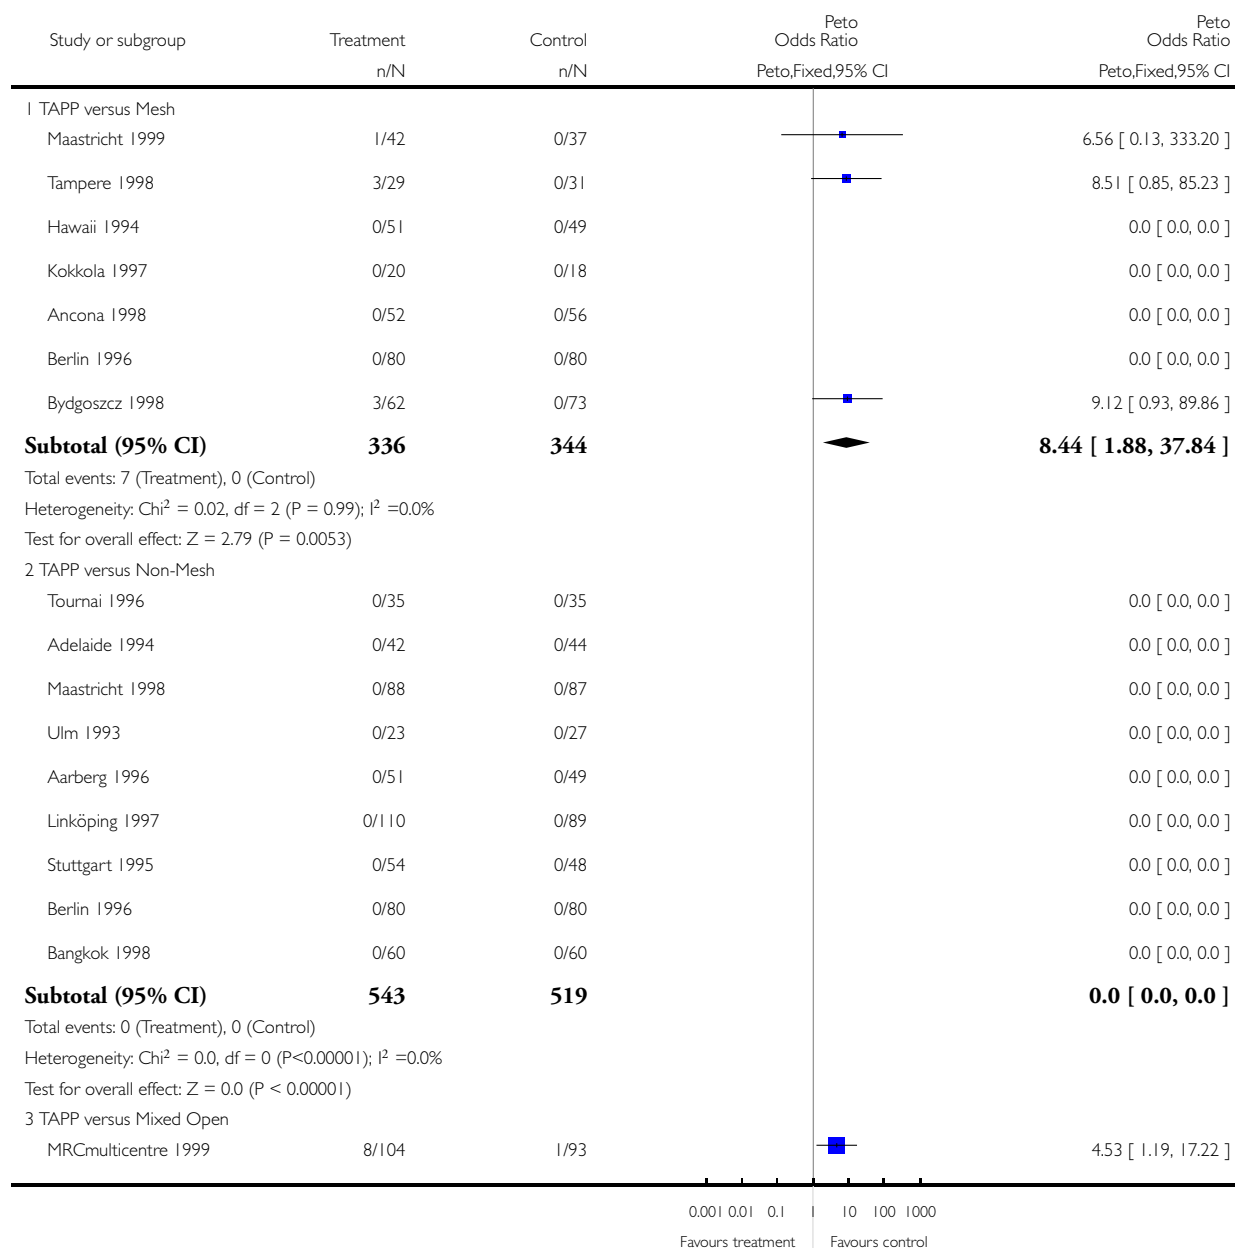 Study or subgroup Treatment Control Peto Odds Ratio Peto Odds Ratio
n/N n/N Peto,Fixed,95% CI Peto,Fixed,95% CI
1 TAPP versus Mesh
Maastricht 1999 1/42 0/37 6.56 [ 0.13, 333.20 ]
Tampere 1998 3/29 0/31 8.51 [ 0.85, 85.23 ]
Hawaii 1994 0/51 0/49 0.0 [ 0.0, 0.0 ]
Kokkola 1997 0/20 0/18 0.0 [ 0.0, 0.0 ]
Ancona 1998 0/52 0/56 0.0 [ 0.0, 0.0 ]
Berlin 1996 0/80 0/80 0.0 [ 0.0, 0.0 ]
Bydgoszcz 1998 3/62 0/73 9.12 [ 0.93, 89.86 ]
Subtotal (95% CI) 336 344 8.44 [ 1.88, 37.84 ]
Total events: 7 (Treatment), 0 (Control)
Heterogeneity: Chi² = 0.02, df = 2 (P = 0.99); I² =0.0%
Test for overall effect: Z = 2.79 (P = 0.0053)
2 TAPP versus Non-Mesh
Tournai 1996 0/35 0/35 0.0 [ 0.0, 0.0 ]
Adelaide 1994 0/42 0/44 0.0 [ 0.0, 0.0 ]
Maastricht 1998 0/88 0/87 0.0 [ 0.0, 0.0 ]
Ulm 1993 0/23 0/27 0.0 [ 0.0, 0.0 ]
Aarberg 1996 0/51 0/49 0.0 [ 0.0, 0.0 ]
Linköping 1997 0/110 0/89 0.0 [ 0.0, 0.0 ]
Stuttgart 1995 0/54 0/48 0.0 [ 0.0, 0.0 ]
Berlin 1996 0/80 0/80 0.0 [ 0.0, 0.0 ]
Bangkok 1998 0/60 0/60 0.0 [ 0.0, 0.0 ]
Subtotal (95% CI) 543 519 0.0 [ 0.0, 0.0 ]
Total events: 0 (Treatment), 0 (Control)
Heterogeneity: Chi² = 0.0, df = 0 (P<0.00001); I² =0.0%
Test for overall effect: Z = 0.0 (P < 0.00001)
3 TAPP versus Mixed Open
MRCmulticentre 1999 8/104 1/93 4.53 [ 1.19, 17.22 ]
0.001 0.01 0.1 1 10 100 1000
Favours treatment Favours control